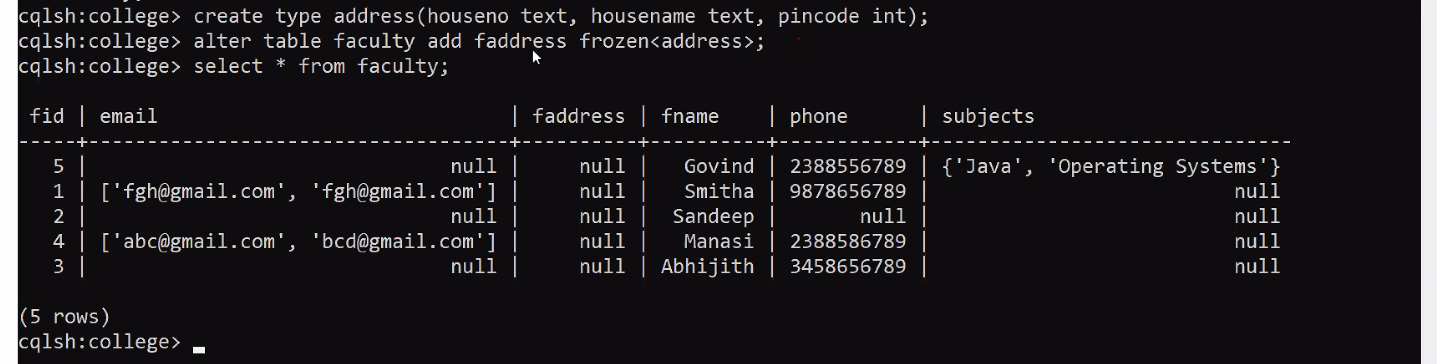 cqlsh:college> create type address(houseno text, housename text, pincode int);
cqlsh:college> alter table faculty add faddress frozen<address>;
cqlsh:college> select * from faculty;
 fid | email                              | faddress | fname    | phone      | subjects
-----+------------------------------------+----------+----------+------------+------------------------------
   5 |                               null |     null |   Govind | 2388556789 | {'Java', 'Operating Systems'}
   1 | ['fgh@gmail.com', 'fgh@gmail.com'] |     null |   Smitha | 9878656789 |                          null
   2 |                               null |     null |  Sandeep |       null |                          null
   4 | ['abc@gmail.com', 'bcd@gmail.com'] |     null |   Manasi | 2388586789 |                          null
   3 |                               null |     null | Abhijith | 3458656789 |                          null
(5 rows)
cqlsh:college>